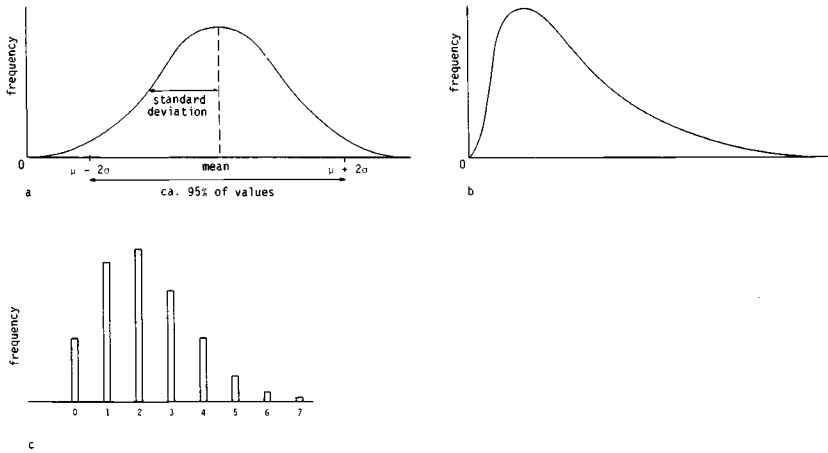 frequency
standard
deviation
0
μ − 2σ
mean
μ + 2σ
ca. 95% of values
a
frequency
0
b
frequency
0 1 2 3 4 5 6 7
c